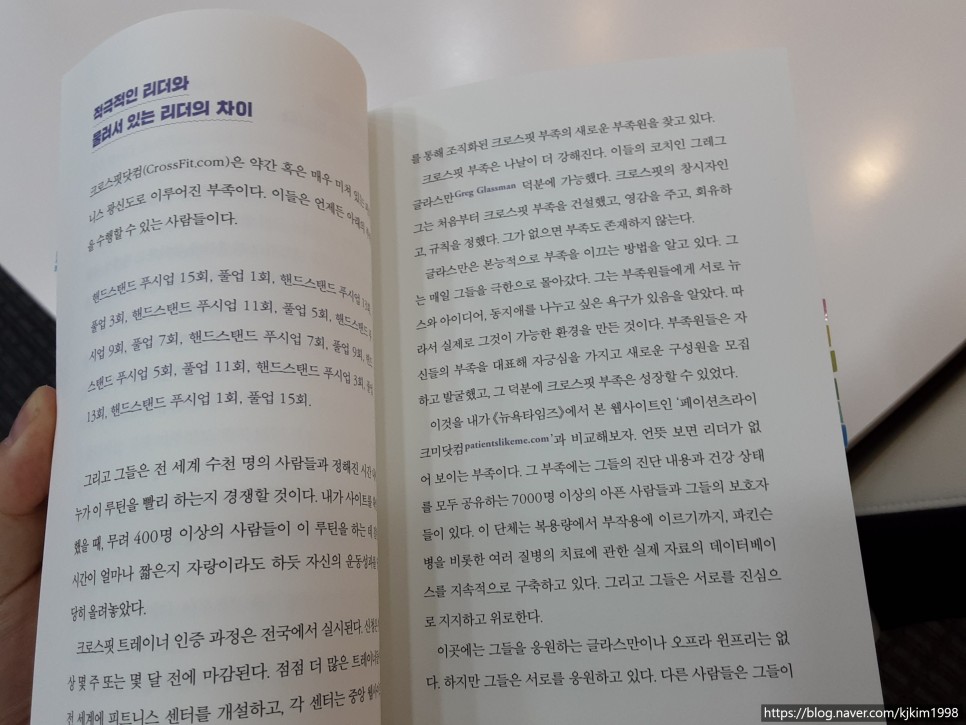 적극적인 리더와
물러서 있는 리더의 차이
크로스핏닷컴(CrossFit.com)은 약간 혹은 매우 미쳐 있는
니스 광신도로 이루어진 부족이다. 이들은 언제든 아래의
을 수행할 수 있는 사람들이다.
핸드스탠드 푸시업 15회, 풀업 1회, 핸드스탠드 푸시업 13회,
풀업 3회, 핸드스탠드 푸시업 11회, 풀업 5회, 핸드스탠드 푸
시업 9회, 풀업 7회, 핸드스탠드 푸시업 7회, 풀업 9회, 핸드
스탠드 푸시업 5회, 풀업 11회, 핸드스탠드 푸시업 3회, 풀업
13회, 핸드스탠드 푸시업 1회, 풀업 15회.
그리고 그들은 전 세계 수천 명의 사람들과 정해진 시간
누가 이 루틴을 빨리 하는지 경쟁할 것이다. 내가 사이트를
했을 때, 무려 400명 이상의 사람들이 이 루틴을 하는 데
시간이 얼마나 짧은지 자랑이라도 하듯 자신의 운동성과를
당히 올려놓았다.
크로스핏 트레이너 인증 과정은 전국에서 실시된다.
상 몇 주 또는 몇 달 전에 마감된다. 점점 더 많은 트레이너들이
전 세계에 피트니스 센터를 개설하고, 각 센터는 중앙
를 통해 조직화된 크로스핏 부족의 새로운 부족원을 찾고 있다.
크로스핏 부족은 나날이 더 강해진다. 이들의 코치인 그레그
글라스만Greg Glassman 덕분에 가능했다. 크로스핏의 창시자인
그는 처음부터 크로스핏 부족을 건설했고, 영감을 주고, 회유하
고, 규칙을 정했다. 그가 없으면 부족도 존재하지 않는다.
글라스만은 본능적으로 부족을 이끄는 방법을 알고 있다. 그
는 매일 그들을 극한으로 몰아갔다. 그는 부족원들에게 서로 뉴
스와 아이디어, 동지애를 나누고 싶은 욕구가 있음을 알았다. 따
라서 실제로 그것이 가능한 환경을 만든 것이다. 부족원들은 자
신들의 부족을 대표해 자긍심을 가지고 새로운 구성원을 모집
하고 발굴했고, 그 덕분에 크로스핏 부족은 성장할 수 있었다.
이것을 내가 《뉴욕타임즈》에서 본 웹사이트인 ‘페이션츠라이
크미닷컴patientslikeme.com’과 비교해보자. 언뜻 보면 리더가 없
어 보이는 부족이다. 그 부족에는 그들의 진단 내용과 건강 상태
를 모두 공유하는 7000명 이상의 아픈 사람들과 그들의 보호자
들이 있다. 이 단체는 복용량에서 부작용에 이르기까지, 파킨슨
병을 비롯한 여러 질병의 치료에 관한 실제 자료의 데이터베이
스를 지속적으로 구축하고 있다. 그리고 그들은 서로를 진심으
로 지지하고 위로한다.
이곳에는 그들을 응원하는 글라스만이나 오프라 윈프리는 없
다. 하지만 그들은 서로를 응원하고 있다. 다른 사람들은 그들이
https://blog.naver.com/kjkim1998